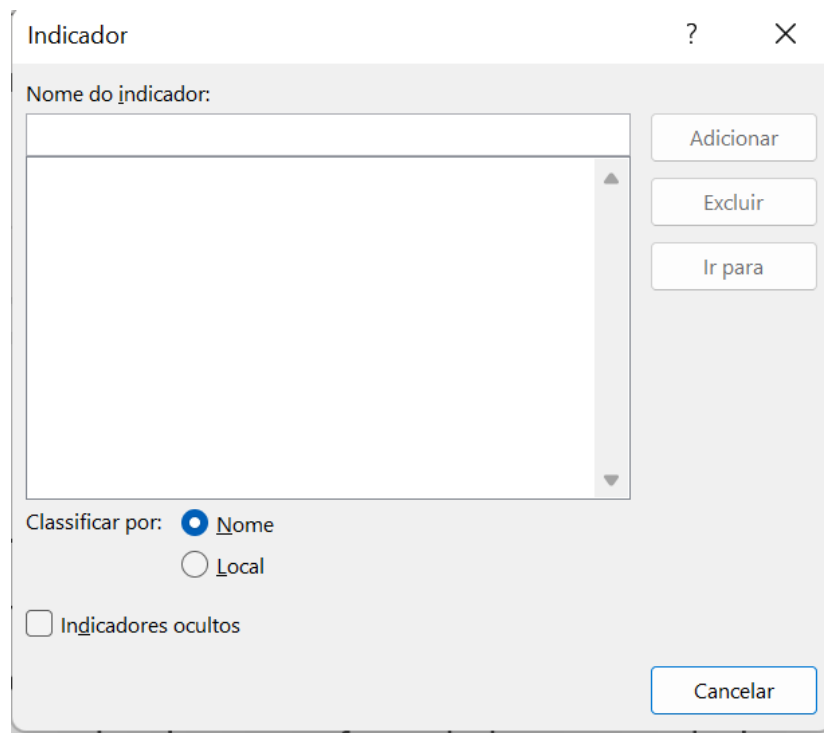 Indicador ?
Nome do indicador:
Adicionar
Excluir
Ir para
Classificar por: Nome
Local
Indicadores ocultos
Cancelar